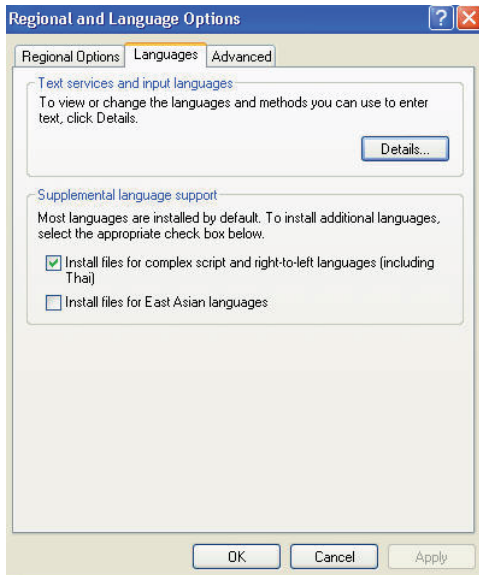 Regional and Language Options
Regional Options Languages Advanced
Text services and input languages
To view or change the languages and methods you can use to enter
text, click Details.
Details...
Supplemental language support
Most languages are installed by default. To install additional languages,
select the appropriate check box below.
Install files for complex script and right-to-left languages (including
Thai)
Install files for East Asian languages
OK Cancel Apply